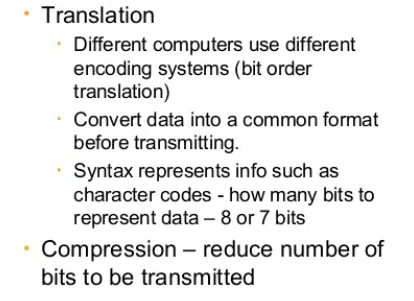 • Translation
• Different computers use different
encoding systems (bit order
translation)
• Convert data into a common format
before transmitting.
• Syntax represents info such as
character codes - how many bits to
represent data – 8 or 7 bits
• Compression – reduce number of
bits to be transmitted